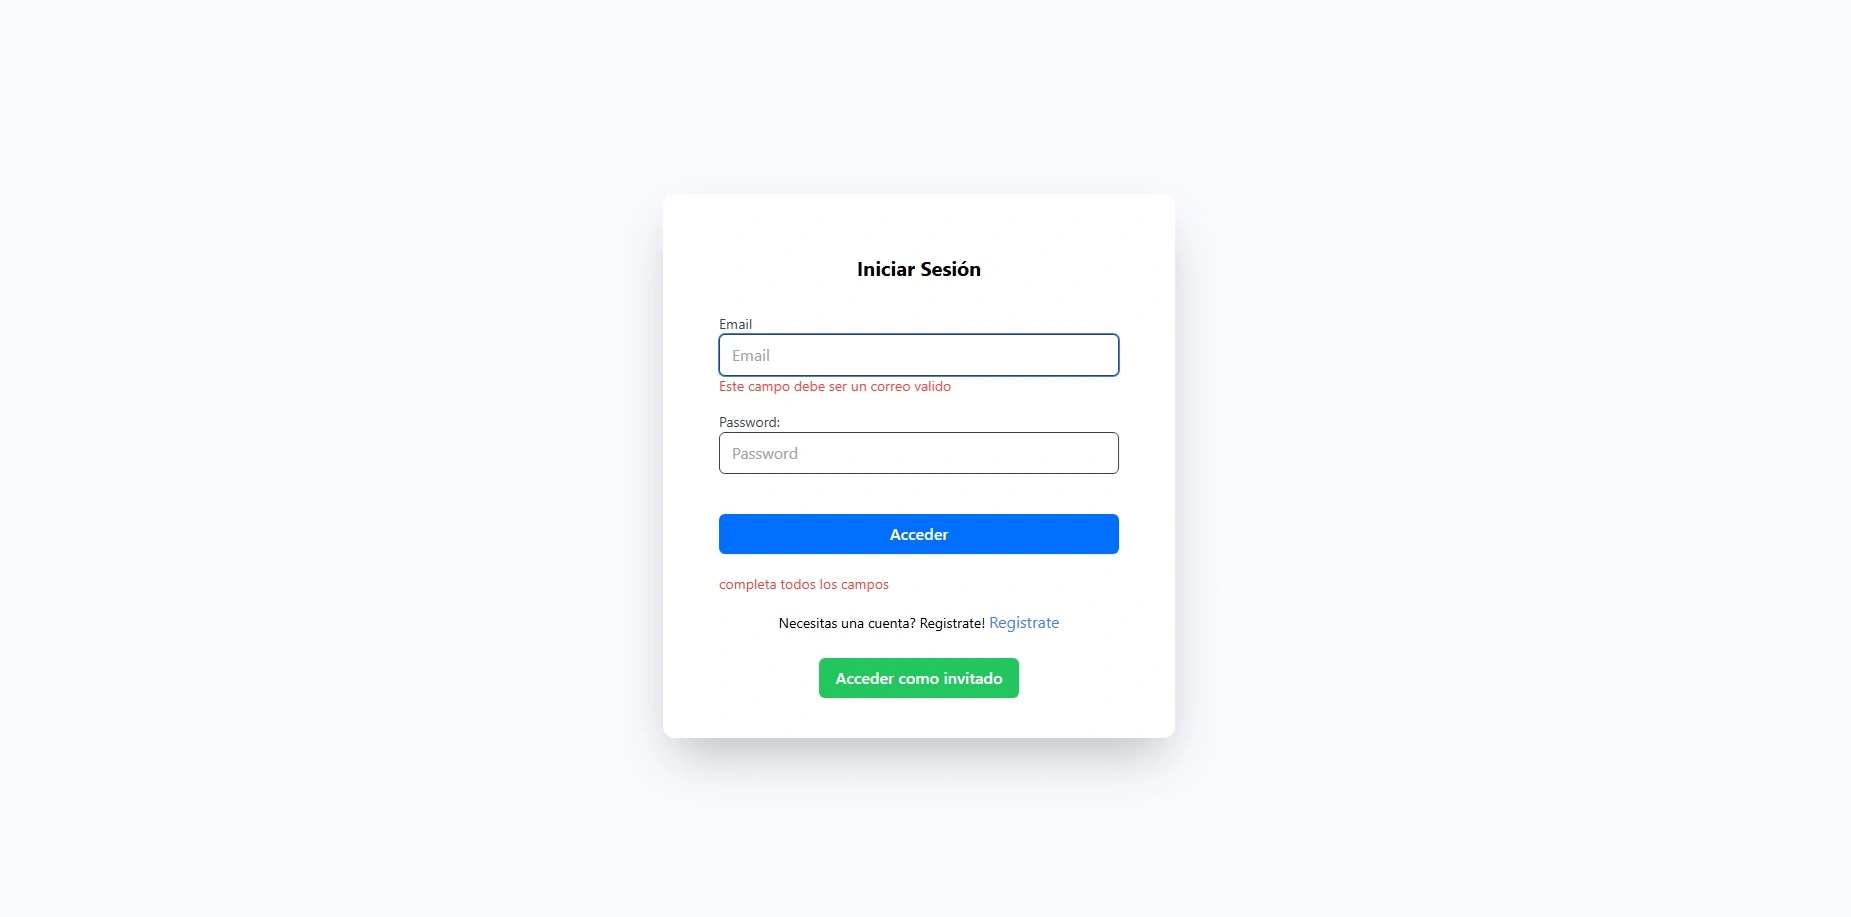 Iniciar Sesión
Email
Email
Este campo debe ser un correo valido
Password:
Password
Acceder
completa todos los campos
Necesitas una cuenta? Registrate! Registrate
Acceder como invitado